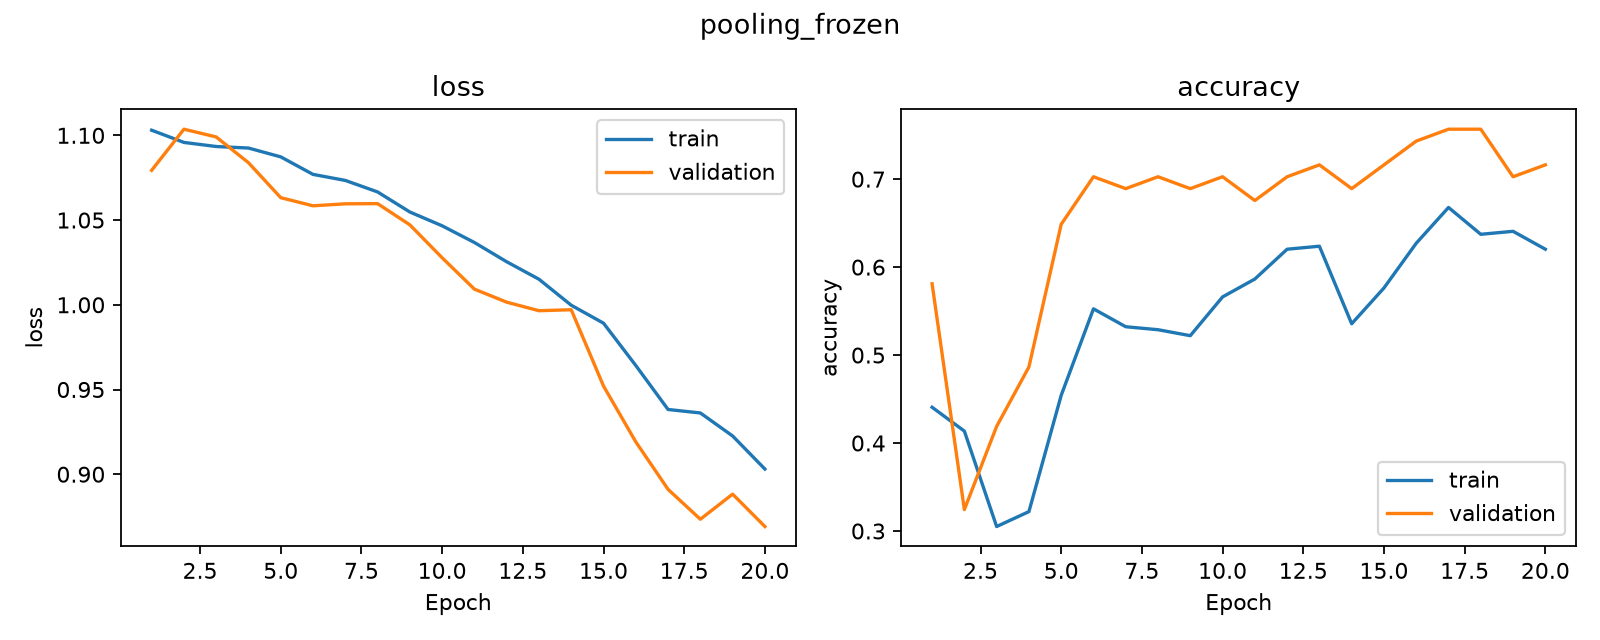 pooling_frozen
loss
1.10
1.05
1.00
0.95
0.90
loss
train
validation
2.5 5.0 7.5 10.0 12.5 15.0 17.5 20.0
Epoch
accuracy
0.7
0.6
0.5
0.4
0.3
accuracy
train
validation
2.5 5.0 7.5 10.0 12.5 15.0 17.5 20.0
Epoch